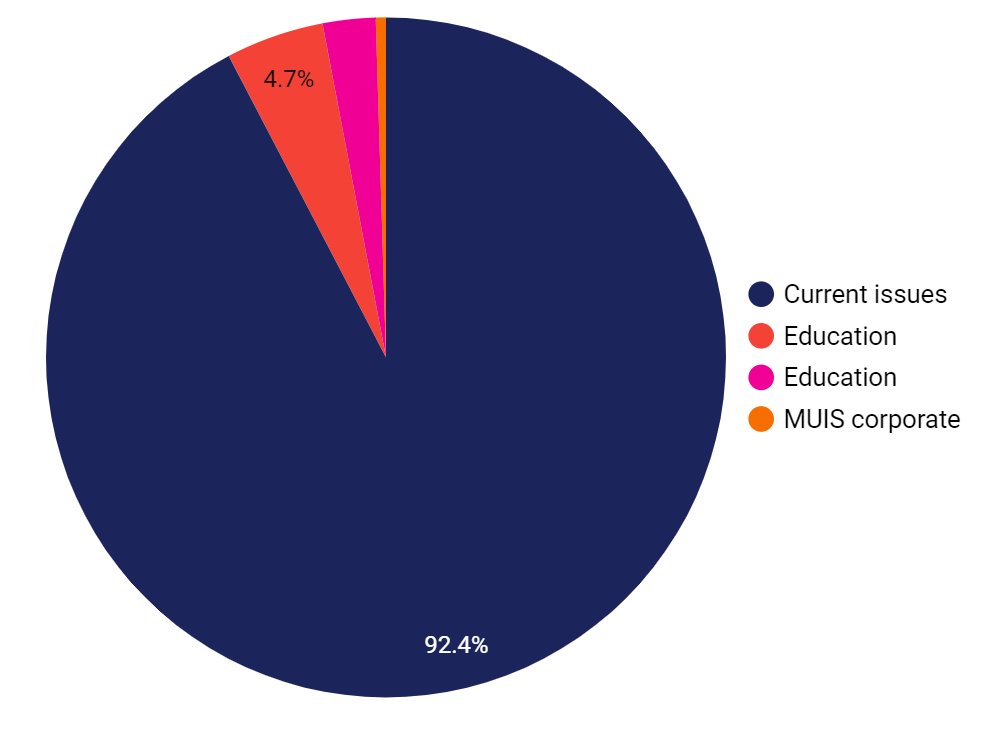 4.7%
Current issues
Education
Education
MUIS corporate
92.4%